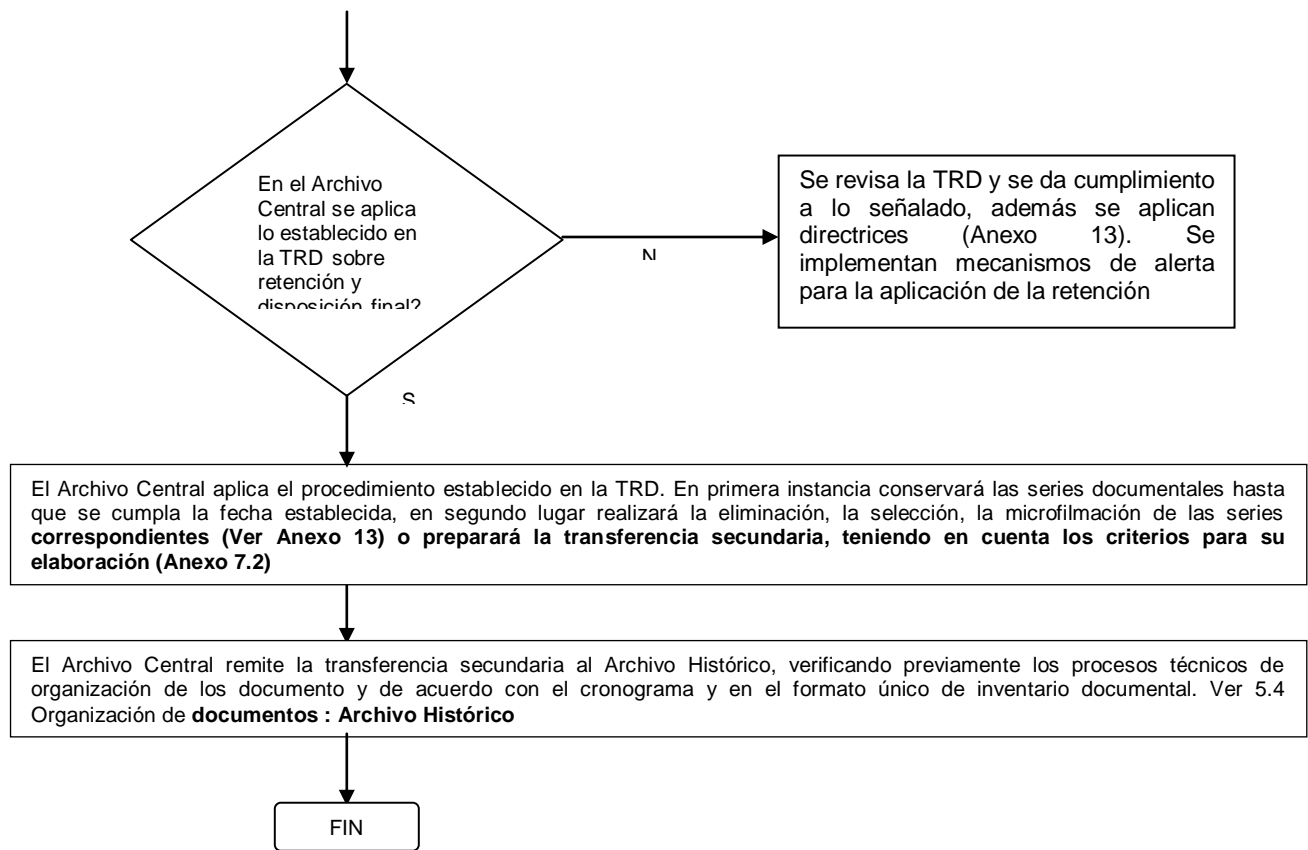 En el Archivo
Central se aplica
lo establecido en
la TRD sobre
retención y
disposición final?
N
Se revisa la TRD y se da cumplimiento
a lo señalado, además se aplican
directrices (Anexo 13). Se
implementan mecanismos de alerta
para la aplicación de la retención
S
El Archivo Central aplica el procedimiento establecido en la TRD. En primera instancia conservará las series documentales hasta
que se cumpla la fecha establecida, en segundo lugar realizará la eliminación, la selección, la microfilmación de las series
correspondientes (Ver Anexo 13) o preparará la transferencia secundaria, teniendo en cuenta los criterios para su
elaboración (Anexo 7.2)
El Archivo Central remite la transferencia secundaria al Archivo Histórico, verificando previamente los procesos técnicos de
organización de los documento y de acuerdo con el cronograma y en el formato único de inventario documental. Ver 5.4
Organización de documentos : Archivo Histórico
FIN